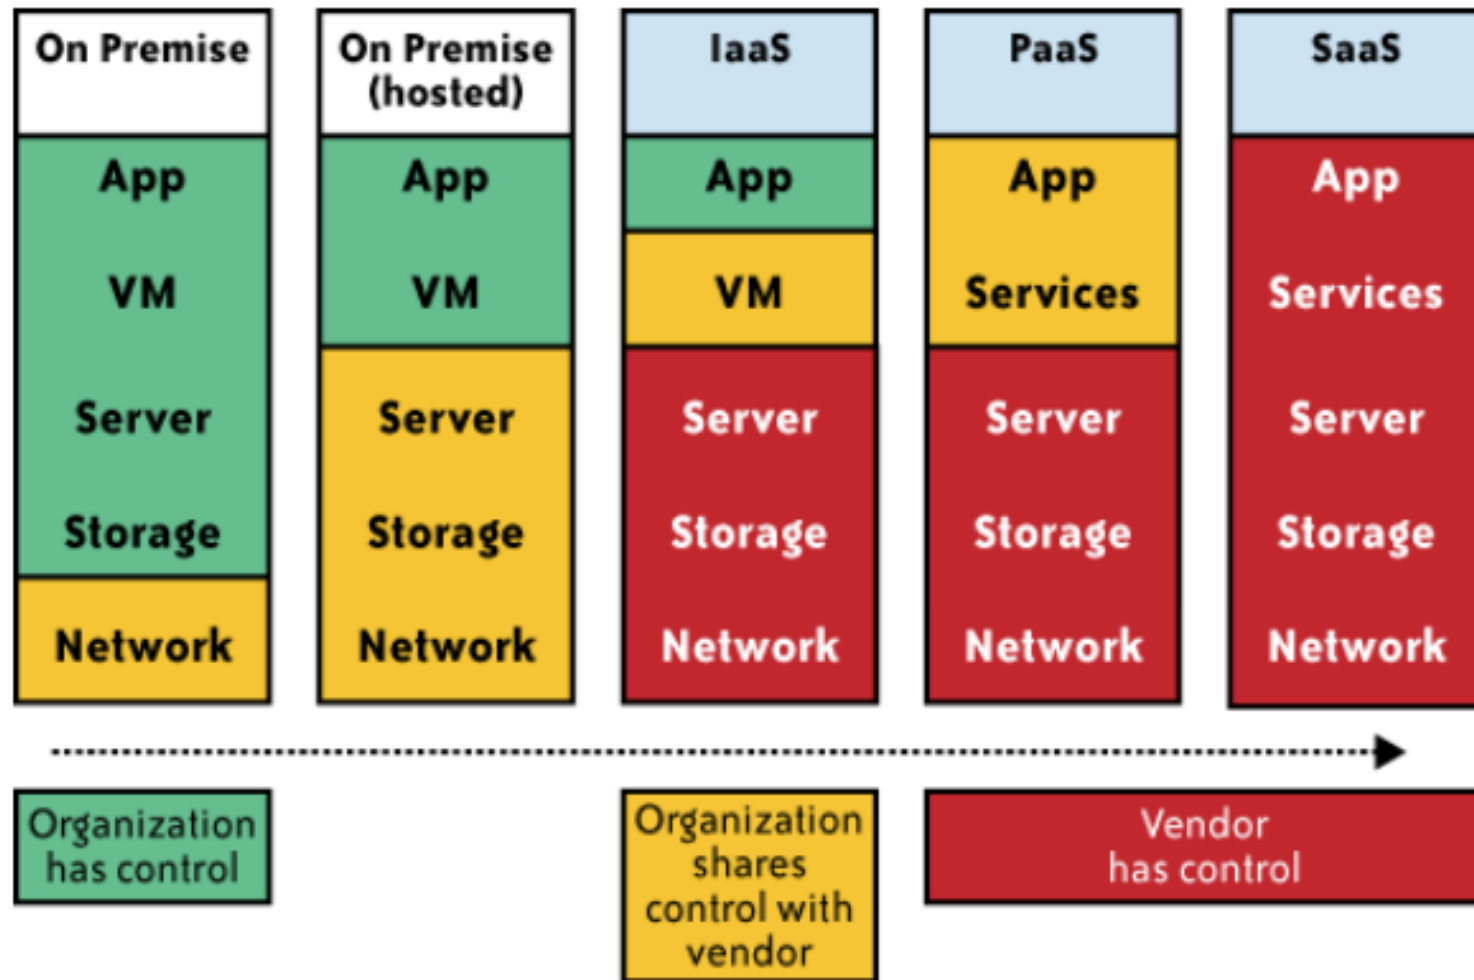 On Premise
App
VM
Server
Storage
Network
On Premise
(hosted)
App
VM
Server
Storage
Network
IaaS
App
VM
Server
Storage
Network
PaaS
App
Services
Server
Storage
Network
SaaS
App
Services
Server
Storage
Network
Organization
has control
Organization
shares
control with
vendor
Vendor
has control